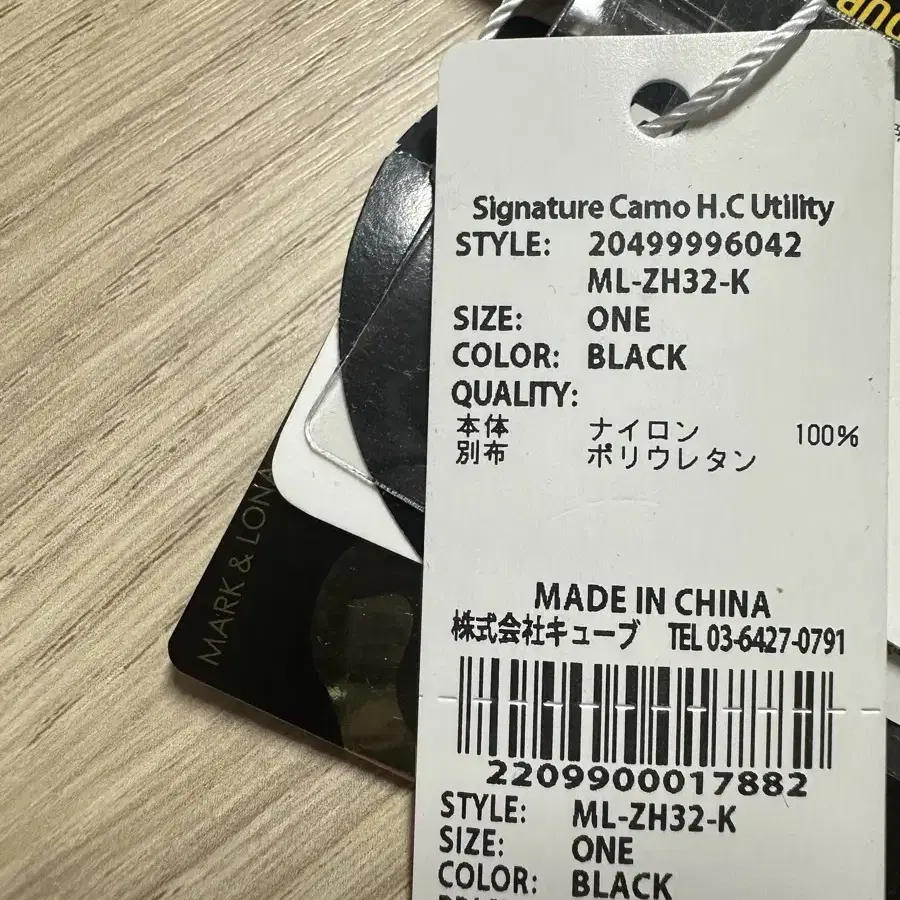 Signature Camo H.C Utility
STYLE: 20499996042
ML-ZH32-K
SIZE: ONE
COLOR: BLACK
QUALITY:
本体 ナイロン 100%
別布 ポリウレタン
MADE IN CHINA
株式会社キューブ TEL 03-6427-0791
2209900017882
STYLE: ML-ZH32-K
SIZE: ONE
COLOR: BLACK
MARK & LONA